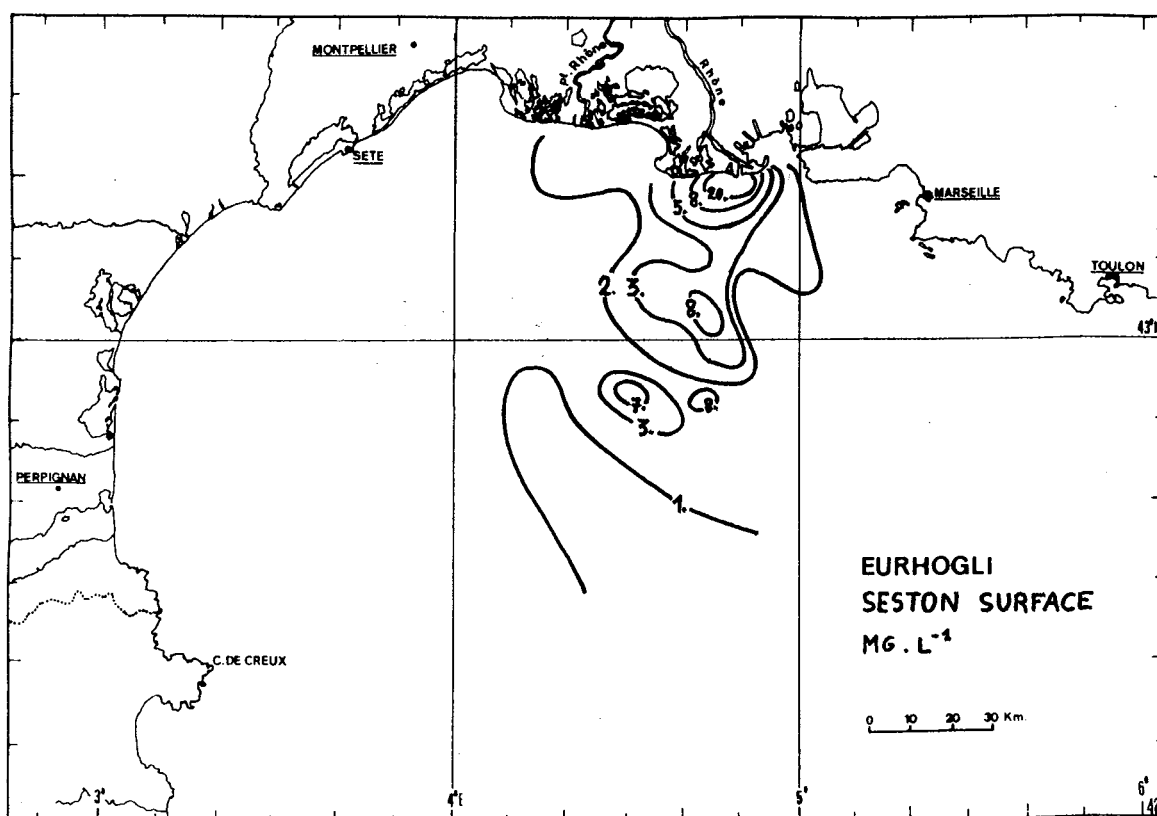 MONTPELLIER
pt. Rhône
Rhône
SETE
MARSEILLE
TOULON
20.
8.
5.
2.
3.
8.
43°
7.
8.
3.
1.
PERPIGNAN
EURHOGLI
SESTON SURFACE
MG. L⁻¹
C. DE CREUX
0 10 20 30 Km.
3°
4°E
5°
6°
42